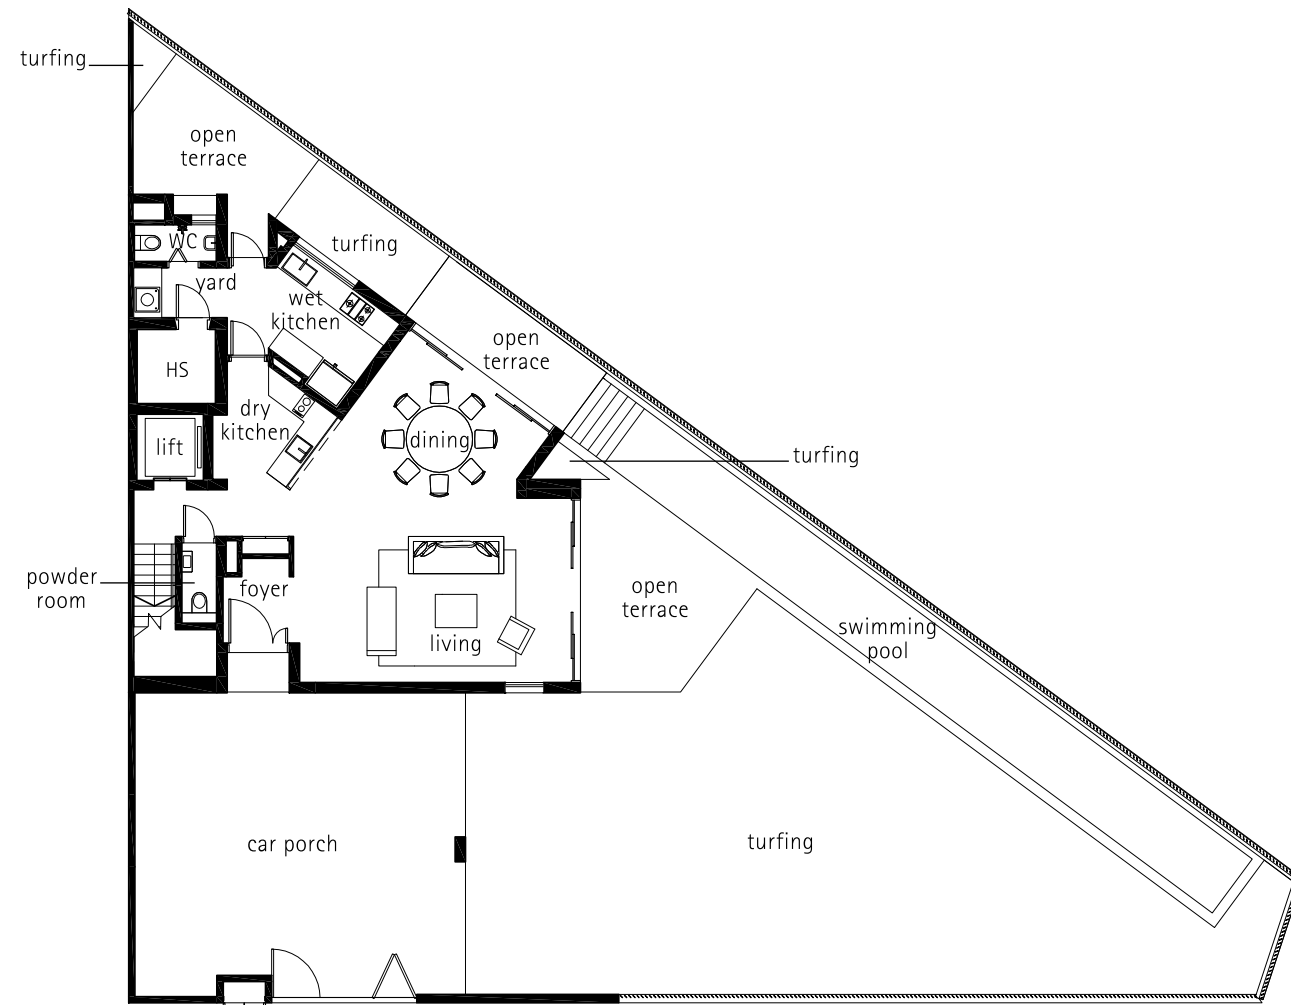 turfing
open
terrace
turfing
WC
yard
wet
kitchen
open
terrace
HS
dry
kitchen
lift
dining
turfing
powder
room
foyer
open
terrace
living
swimming
pool
car porch
turfing